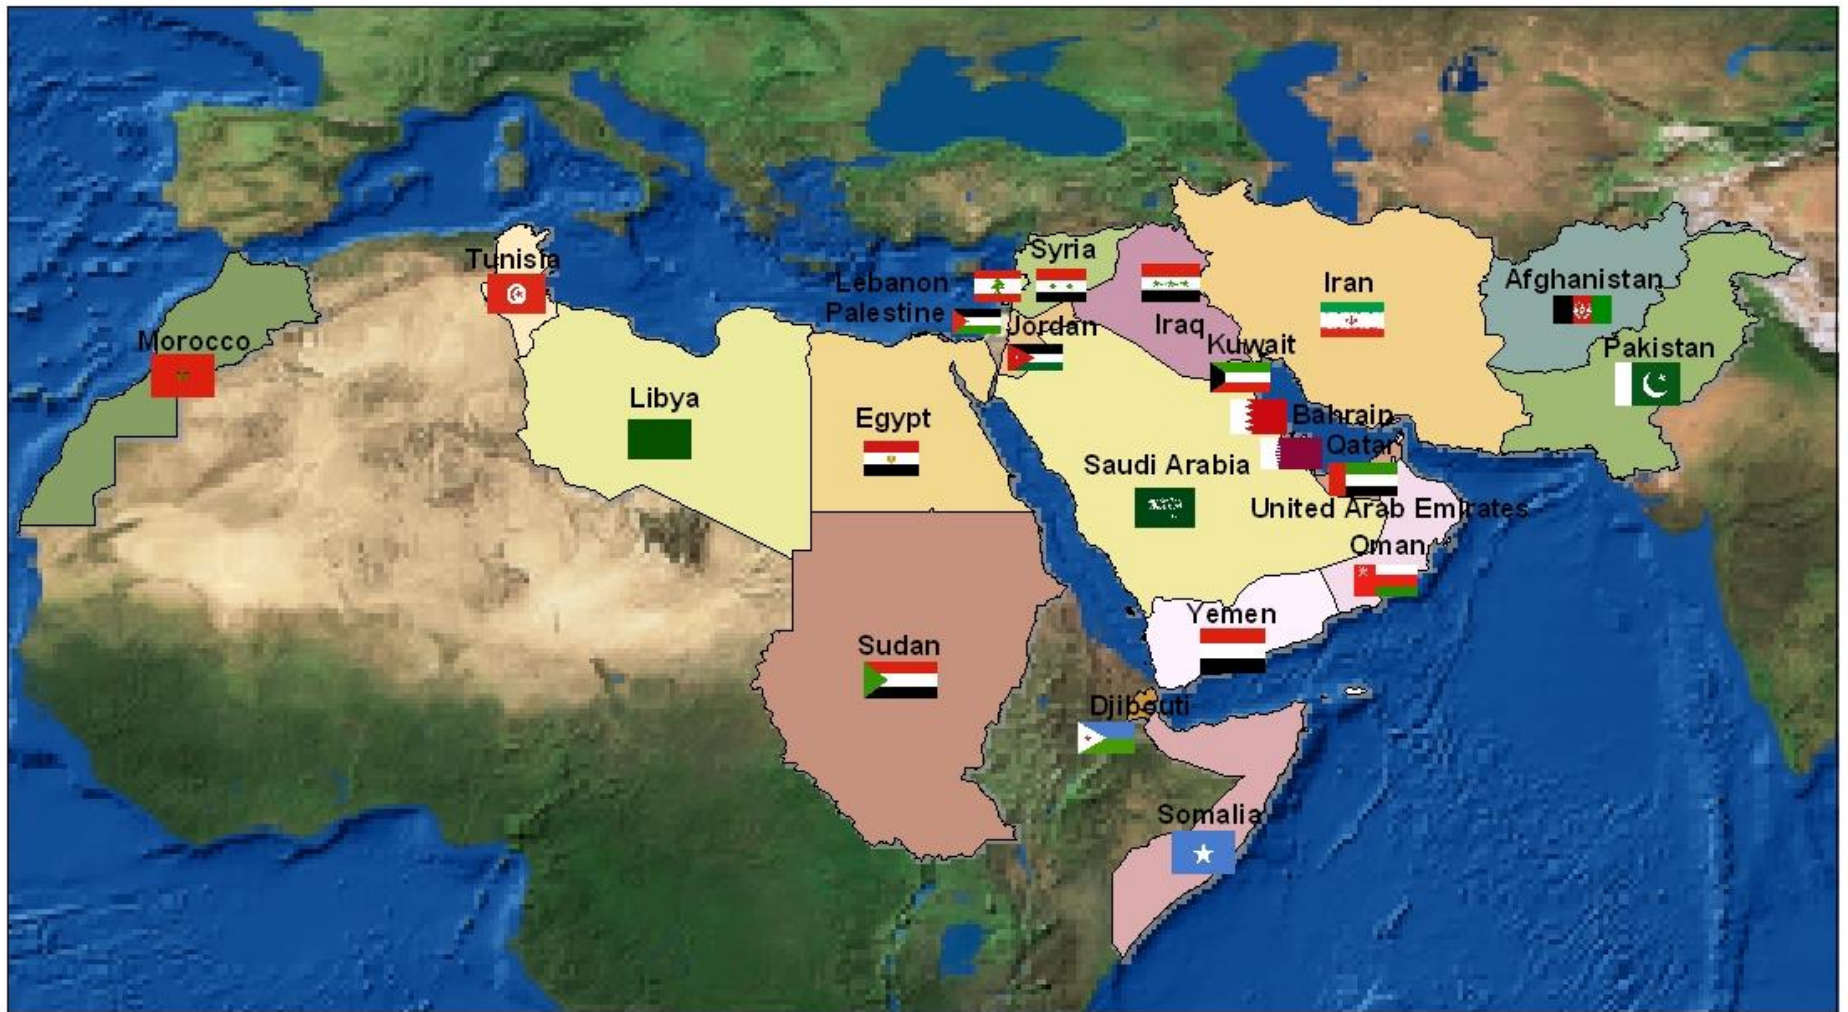 Tunisia
Syria
Lebanon
Palestine
Jordan
Iraq
Iran
Afghanistan
Morocco
Kuwait
Pakistan
Libya
Egypt
Bahrain
Qatar
Saudi Arabia
United Arab Emirates
Oman
Yemen
Sudan
Djibouti
Somalia